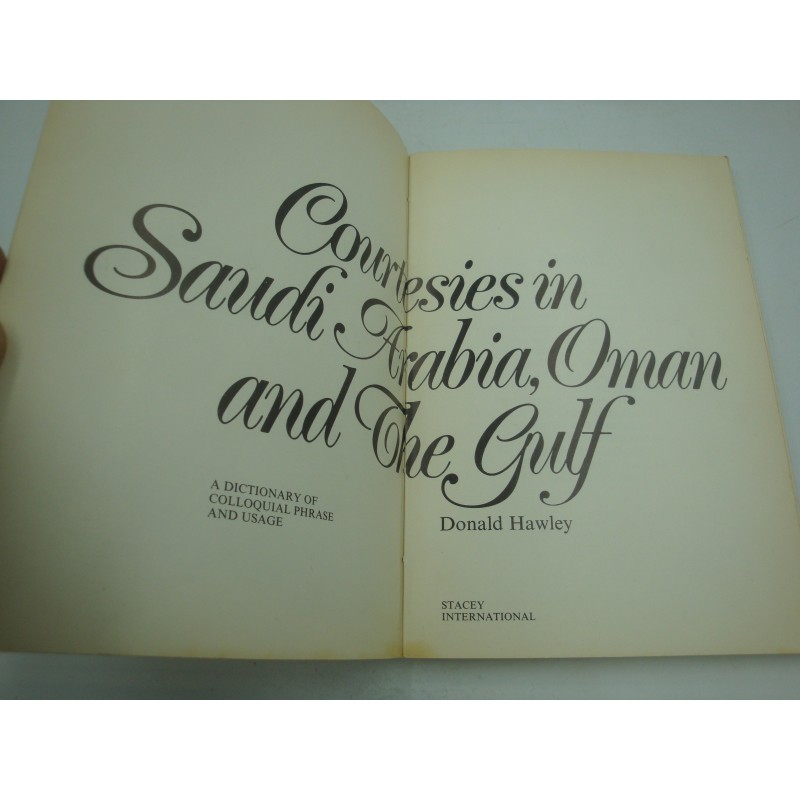 Courtesies in
Saudi Arabia, Oman
and The Gulf
A DICTIONARY OF
COLLOQUIAL PHRASE
AND USAGE
Donald Hawley
STACEY
INTERNATIONAL